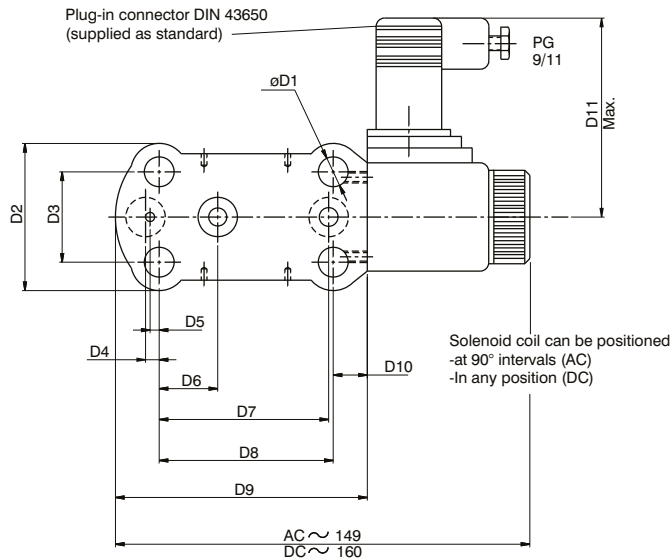 Plug-in connector DIN 43650
(supplied as standard)
PG
9/11
D11
Max.
øD1
D2
D3
D5
D4
D6
D10
Solenoid coil can be positioned
-at 90° intervals (AC)
-In any position (DC)
D7
D8
D9
AC~ 149
DC~ 160